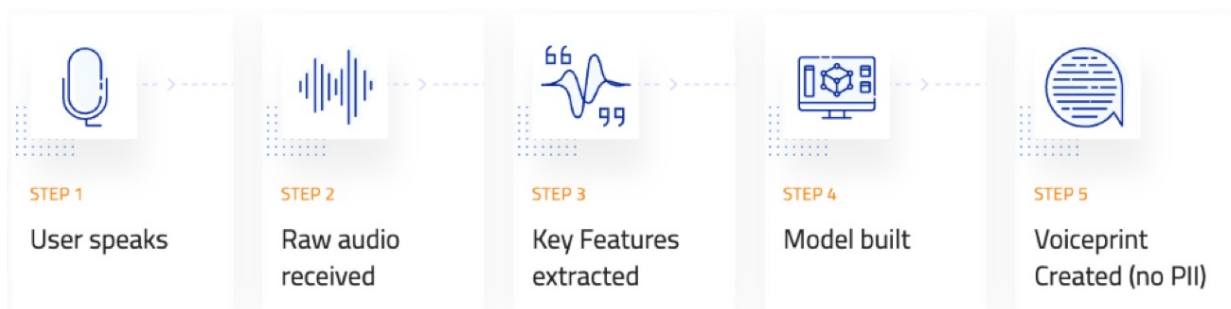 STEP 1
User speaks
STEP 2
Raw audio
received
STEP 3
Key Features
extracted
STEP 4
Model built
STEP 5
Voiceprint
Created (no PII)